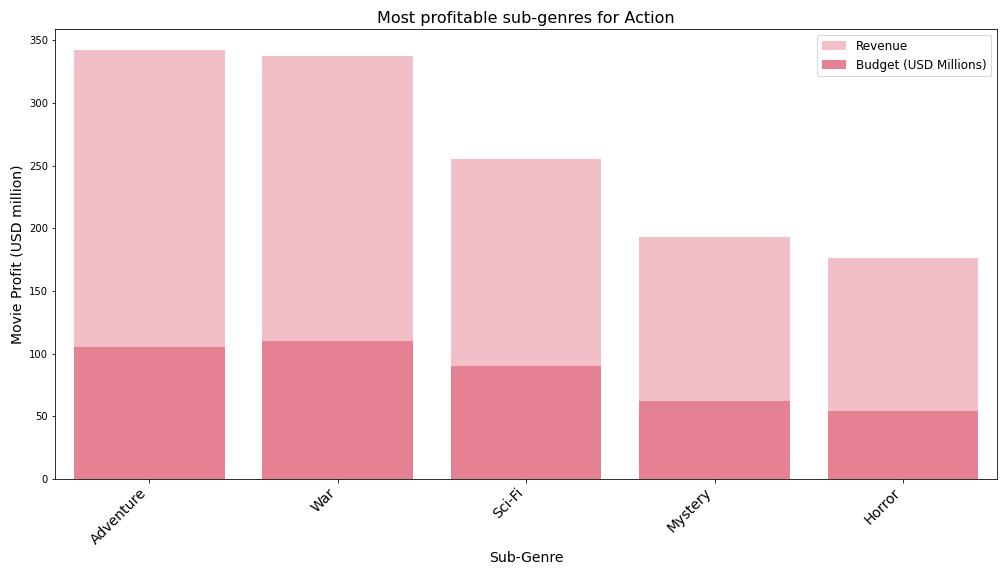 Most profitable sub-genres for Action
Revenue
Budget (USD Millions)
Movie Profit (USD million)
350
300
250
200
150
100
50
0
Adventure
War
Sci-Fi
Mystery
Horror
Sub-Genre